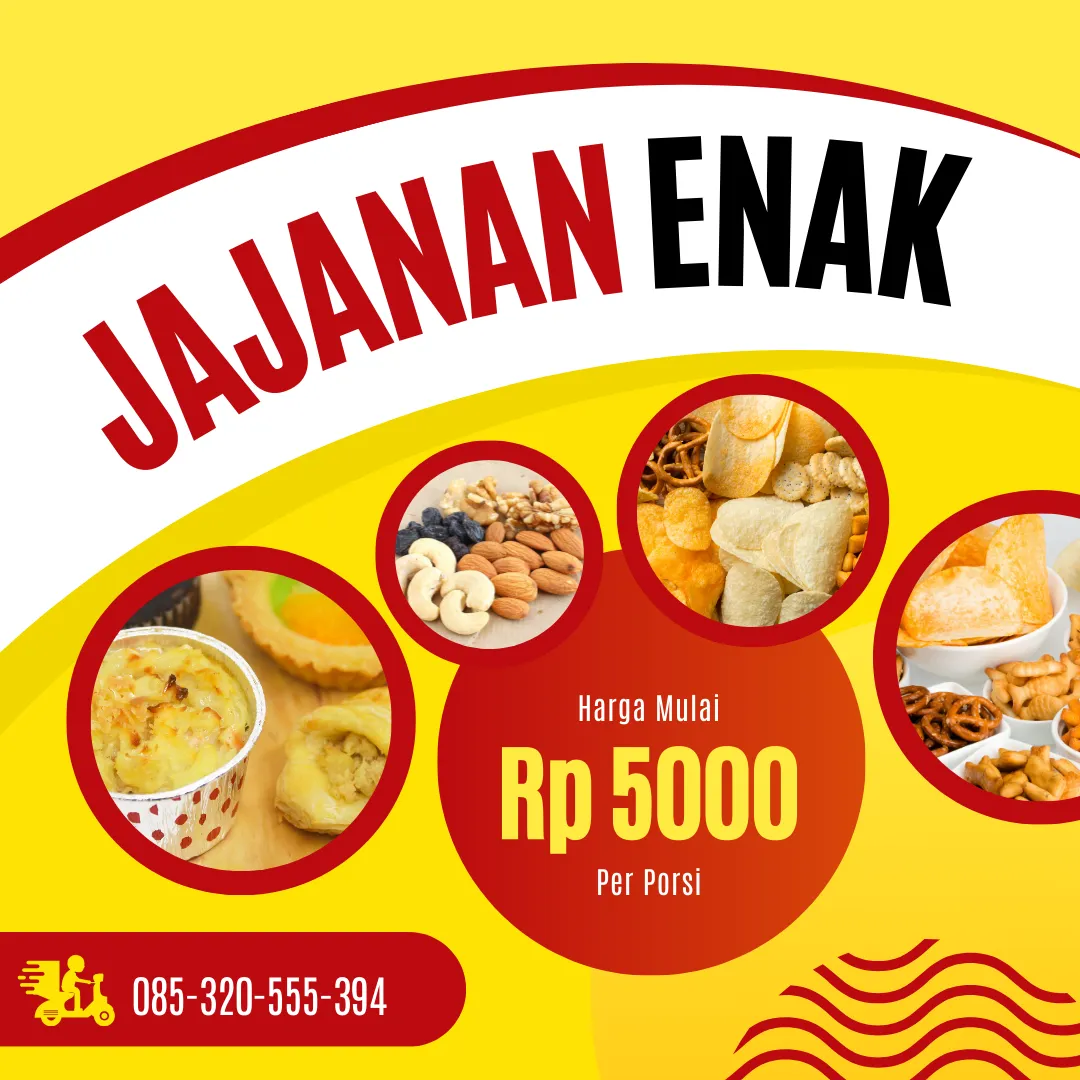 JAJANAN ENAK
Harga Mulai
Rp 5000
Per Porsi
085-320-555-394